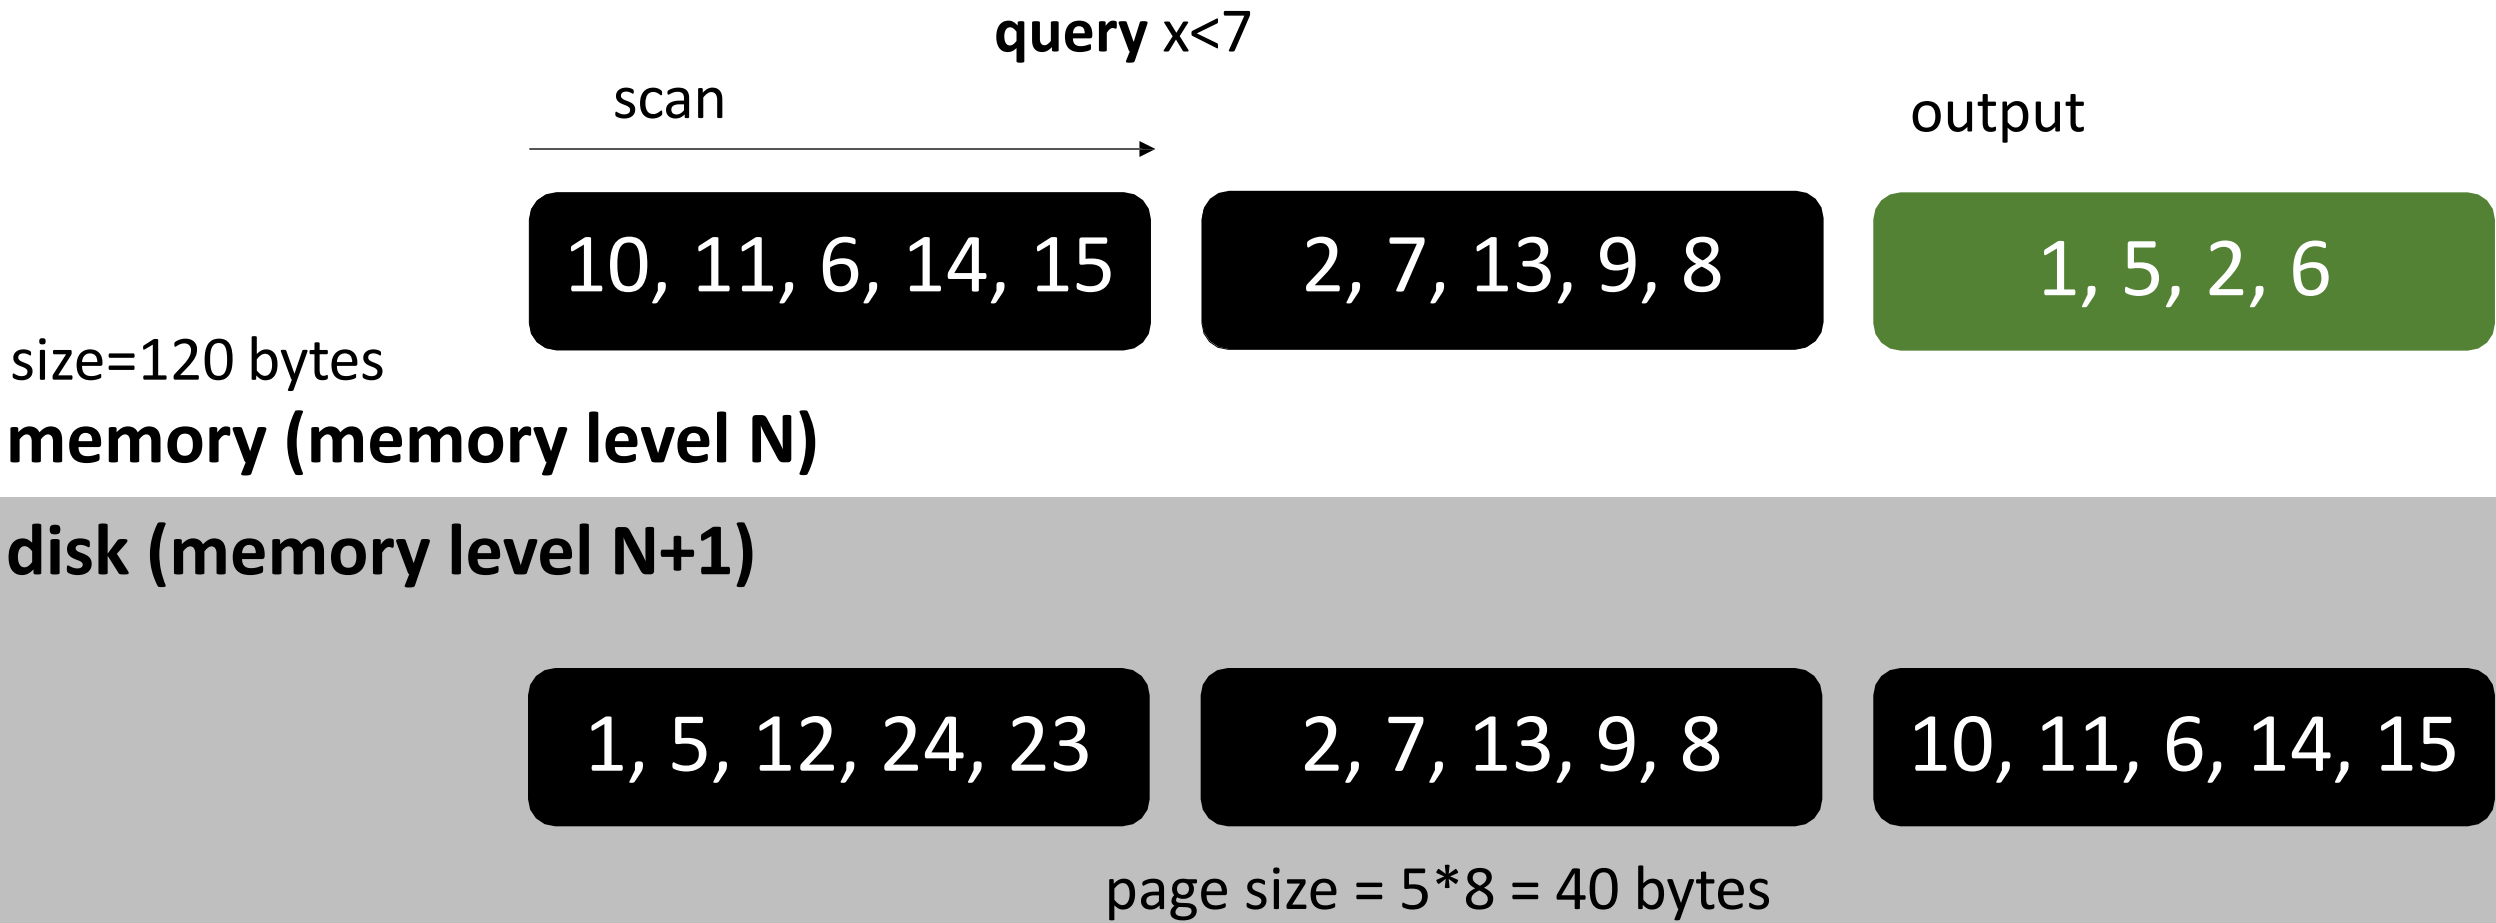 query x<7
scan
output
10, 11, 6, 14, 15
2, 7, 13, 9, 8
1, 5, 2, 6
size=120 bytes
memory (memory level N)
disk (memory level N+1)
1, 5, 12, 24, 23
2, 7, 13, 9, 8
10, 11, 6, 14, 15
page size = 5*8 = 40 bytes